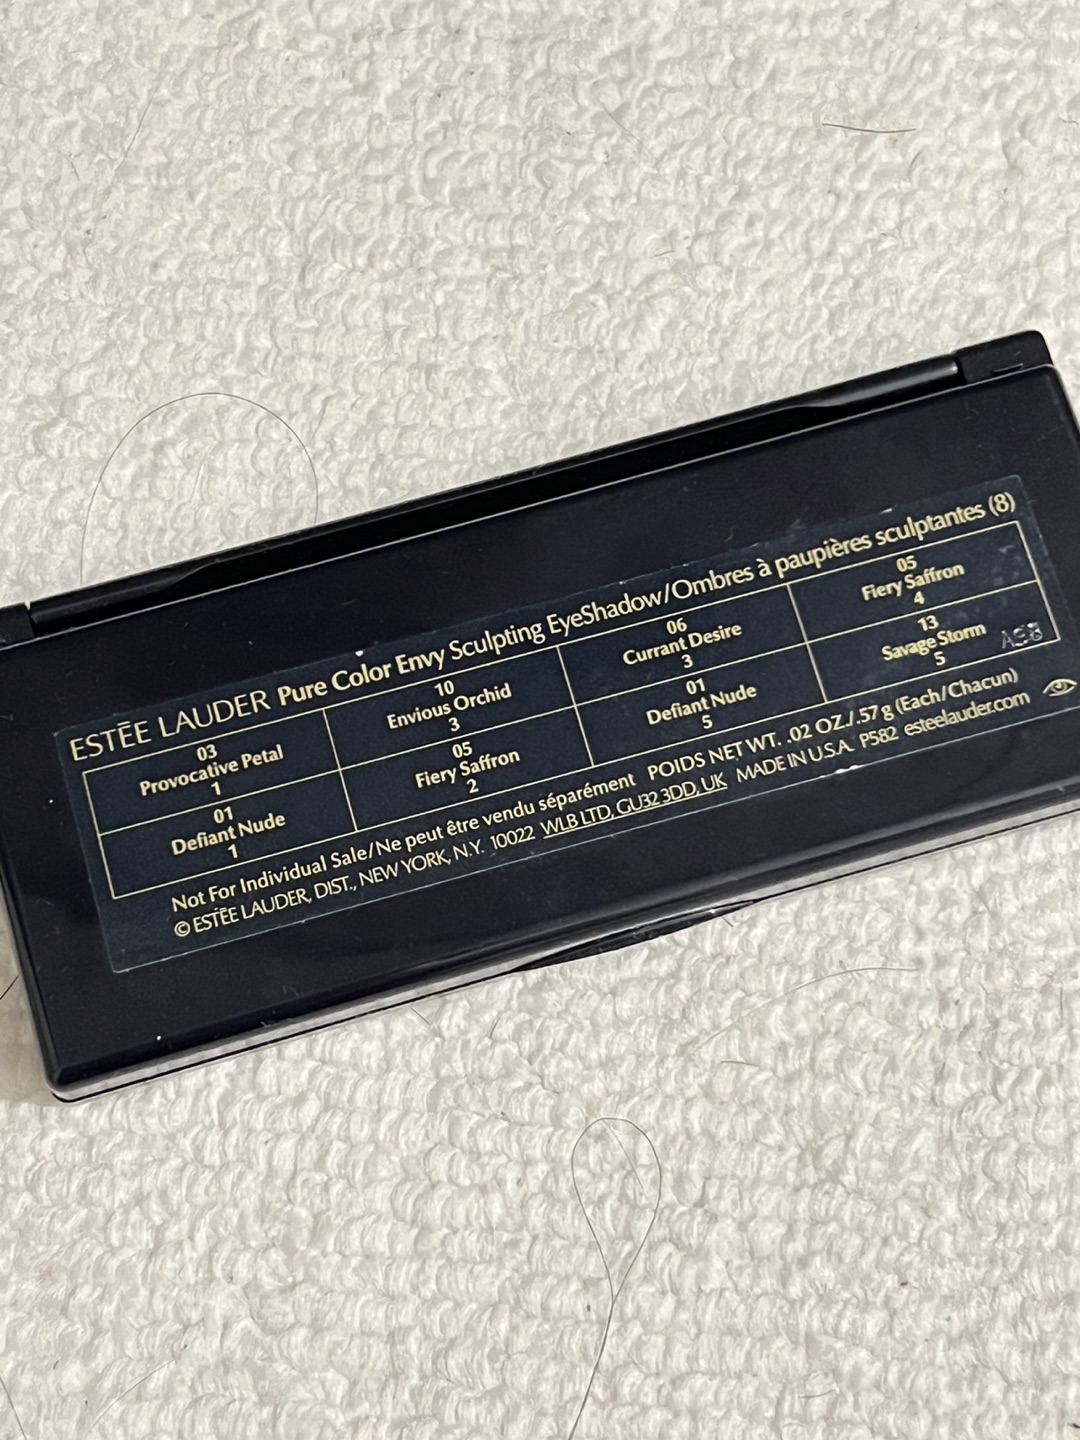 ESTĒE LAUDER Pure Color Envy Sculpting EyeShadow/Ombres à paupières sculptantes (8)
03
Provocative Petal
1
10
Envious Orchid
3
06
Currant Desire
3
05
Fiery Saffron
4
01
Defiant Nude
1
05
Fiery Saffron
2
01
Defiant Nude
5
13
Savage Storm
5
A98
Not For Individual Sale/Ne peut être vendu séparément POIDS NET WT. .02 OZ./.57g (Each/Chacun)
© ESTĒE LAUDER, DIST., NEW YORK, N.Y. 10022 WLB LTD, GU32 3DD, UK MADE IN U.S.A. P582 esteelauder.com